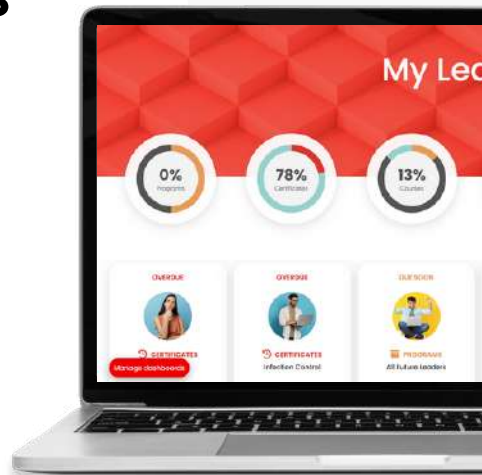 My Lea
0%
Programs
78%
Certificates
13%
Courses
OVERDUE
OVERDUE
DUE SOON
CERTIFICATES
CERTIFICATES
PROGRAMS
Manage dashboards
Infection Control
All Future Leaders